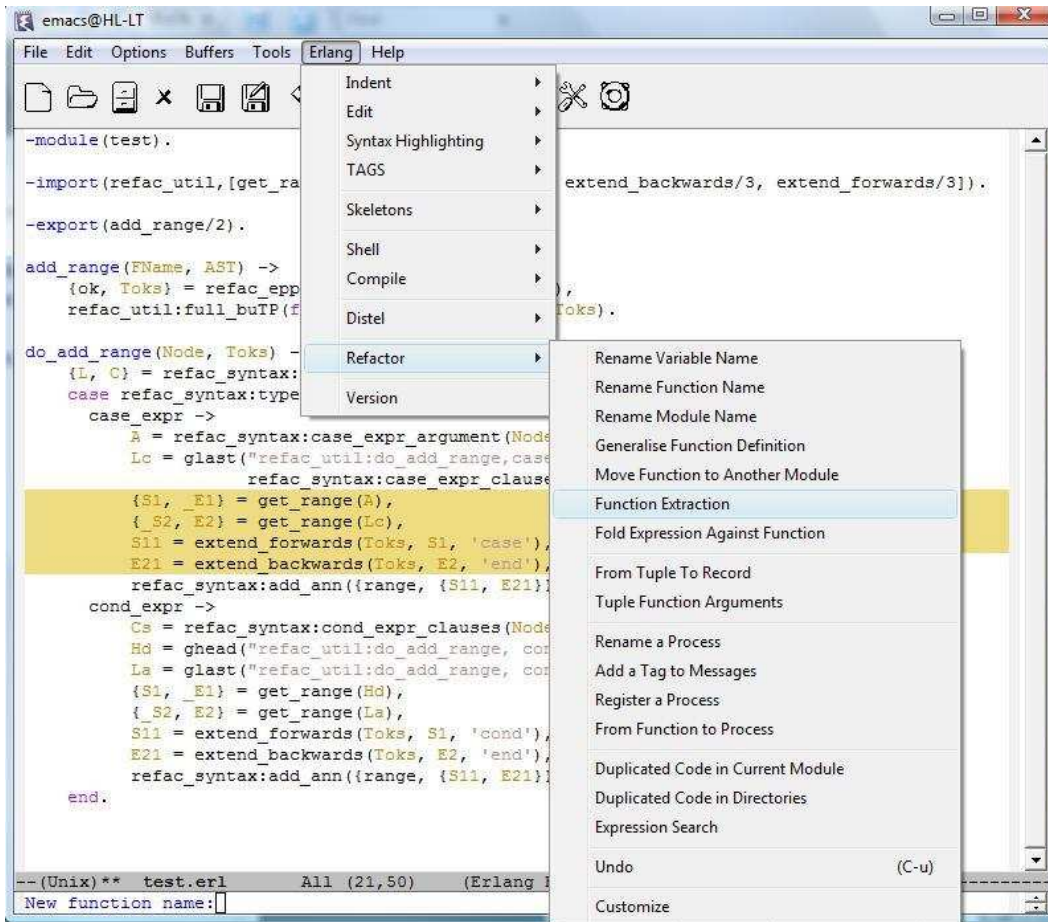 emacs@HL-LT
File Edit Options Buffers Tools Erlang Help
-module(test).
-import(refac_util,[get_ra
extend_backwards/3, extend_forwards/3]).
-export(add_range/2).
add_range(FName, AST) ->
{ok, Toks} = refac_epp
),
refac_util:full_buTP(f
Toks).
do_add_range(Node, Toks) -
{L, C} = refac_syntax:
case refac_syntax:type
case_expr ->
A = refac_syntax:case_expr_argument(Node
Lc = glast("refac_util:do_add_range,case
refac_syntax:case_expr_clause
{S1, _E1} = get_range(A),
{_S2, E2} = get_range(Lc),
S11 = extend_forwards(Toks, S1, 'case'),
E21 = extend_backwards(Toks, E2, 'end'),
refac_syntax:add_ann({range, {S11, E21}}
cond_expr ->
Cs = refac_syntax:cond_expr_clauses(Node
Hd = ghead("refac_util:do_add_range, con
La = glast("refac_util:do_add_range, con
{S1, _E1} = get_range(Hd),
{_S2, E2} = get_range(La),
S11 = extend_forwards(Toks, S1, 'cond'),
E21 = extend_backwards(Toks, E2, 'end'),
refac_syntax:add_ann({range, {S11, E21}}
end.
Indent
Edit
Syntax Highlighting
TAGS
Skeletons
Shell
Compile
Distel
Refactor
Version
Rename Variable Name
Rename Function Name
Rename Module Name
Generalise Function Definition
Move Function to Another Module
Function Extraction
Fold Expression Against Function
From Tuple To Record
Tuple Function Arguments
Rename a Process
Add a Tag to Messages
Register a Process
From Function to Process
Duplicated Code in Current Module
Duplicated Code in Directories
Expression Search
Undo (C-u)
Customize
--(Unix)** test.erl All (21,50) (Erlang
New function name: